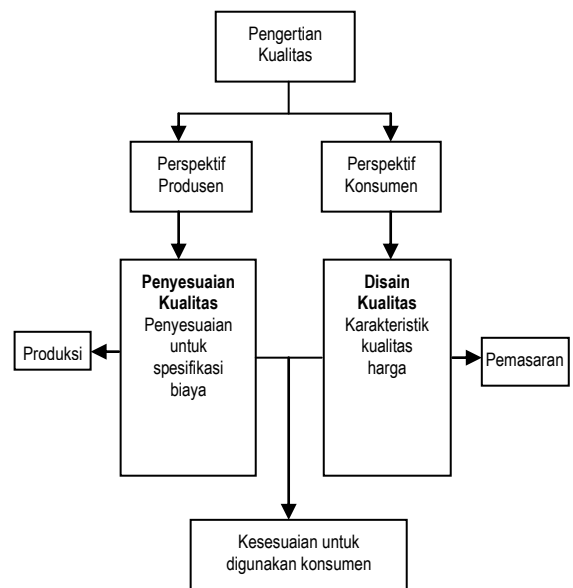 Pengertian
Kualitas
Perspektif
Produsen
Perspektif
Konsumen
Penyesuaian
Kualitas
Penyesuaian
untuk
spesifikasi
biaya
Disain
Kualitas
Karakteristik
kualitas
harga
Produksi
Pemasaran
Kesesuaian untuk
digunakan konsumen